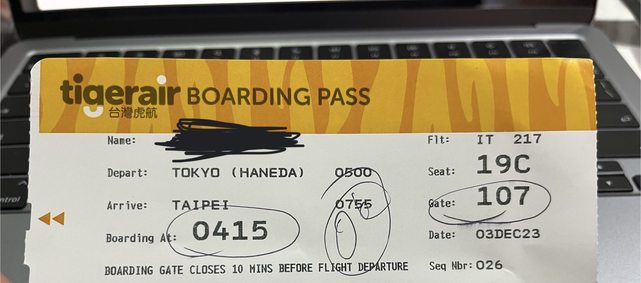 tigerair BOARDING PASS
台灣虎航
Name: Flt: IT 217
Depart: TOKYO (HANEDA) 0500 Seat: 19C
Arrive: TAIPEI 0755 Gate: 107
Boarding At: 0415 Date: 03DEC23
BOARDING GATE CLOSES 10 MINS BEFORE FLIGHT DEPARTURE Seq Nbr: 026
control